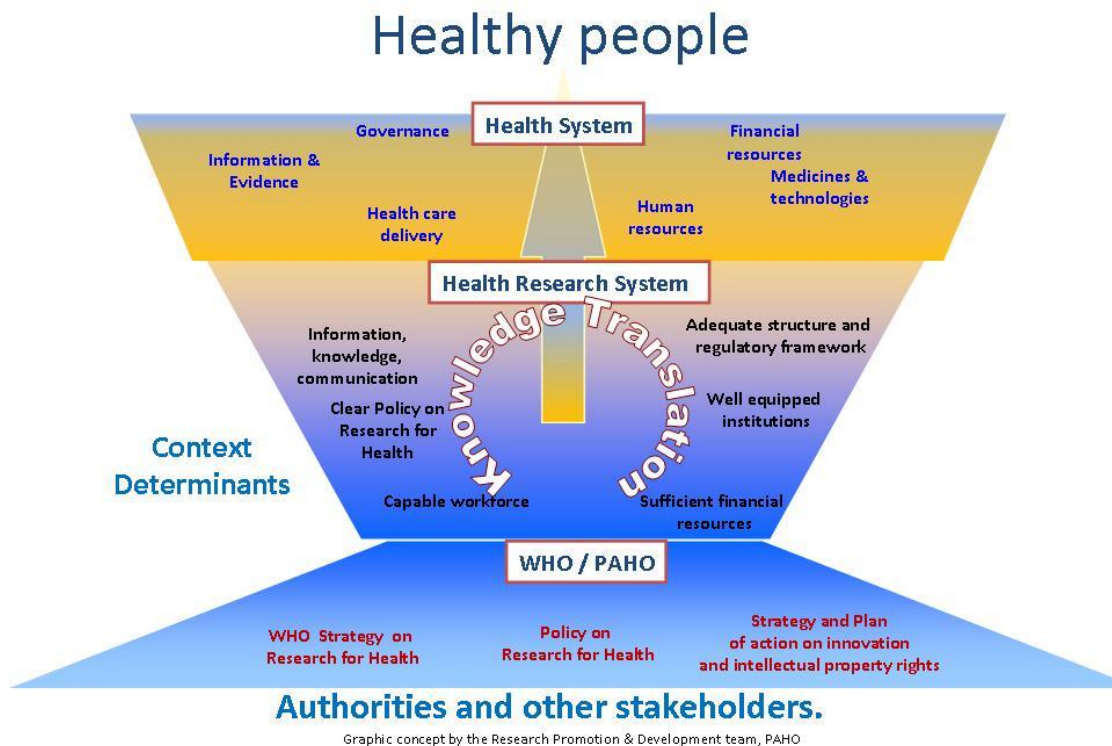 Healthy people
Health System
Governance
Information &
Evidence
Health care
delivery
Financial
resources
Medicines &
technologies
Human
resources
Health Research System
Knowledge Translation
Information,
knowledge,
communication
Clear Policy on
Research for
Health
Capable workforce
Adequate structure and
regulatory framework
Well equipped
institutions
Sufficient financial
resources
Context
Determinants
WHO / PAHO
WHO Strategy on
Research for Health
Policy on
Research for Health
Strategy and Plan
of action on innovation
and intellectual property rights
Authorities and other stakeholders.
Graphic concept by the Research Promotion & Development team, PAHO